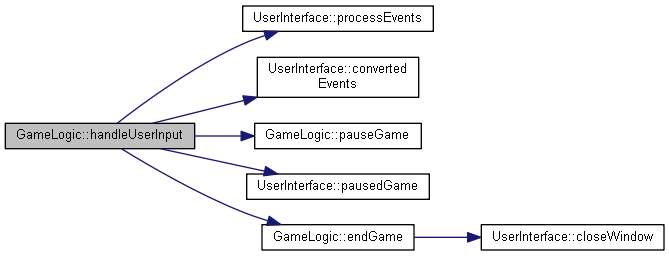 UserInterface::processEvents
UserInterface::converted
Events
GameLogic::handleUserInput
GameLogic::pauseGame
UserInterface::pausedGame
GameLogic::endGame
UserInterface::closeWindow